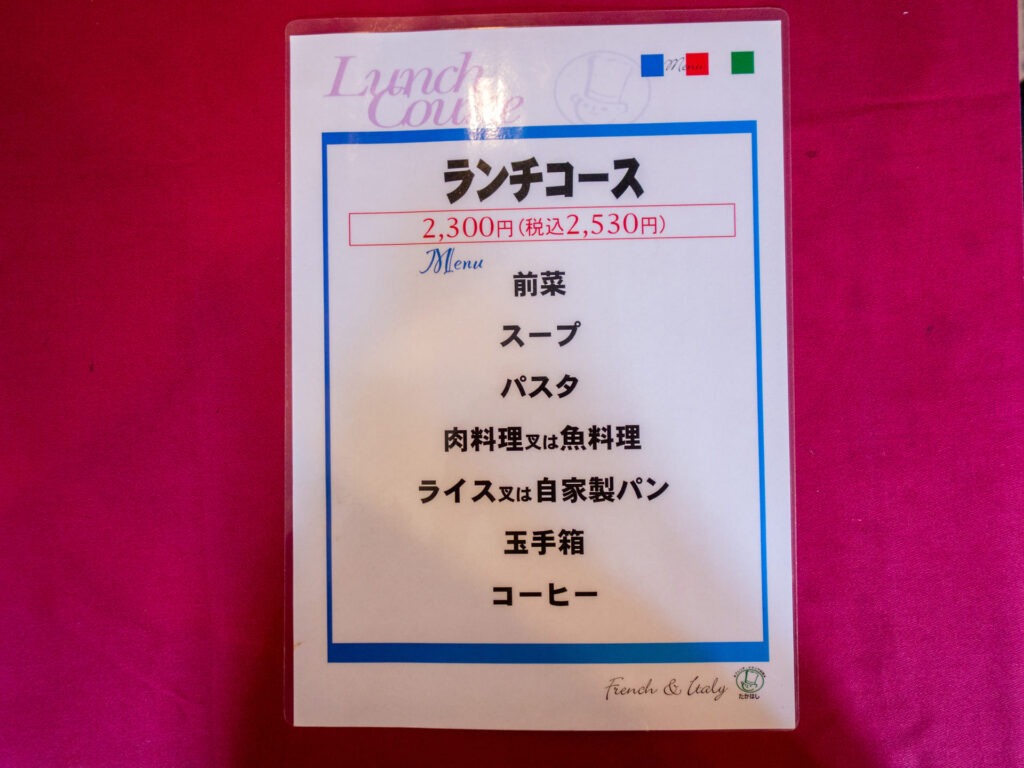 Lunch
Course
Menu
ランチコース
2,300円(税込2,530円)
Menu
前菜
スープ
パスタ
肉料理又は魚料理
ライス又は自家製パン
玉手箱
コーヒー
French & Italy
たかはし